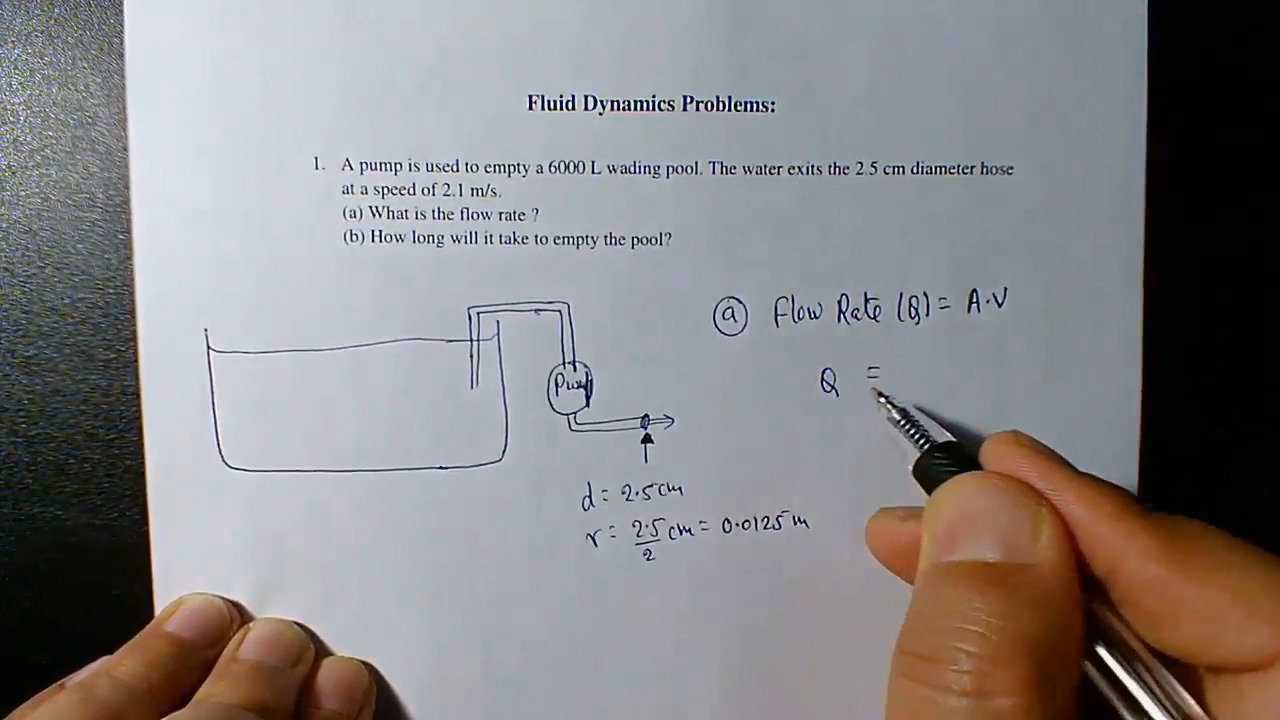 Fluid Dynamics Problems:
1. A pump is used to empty a 6000 L wading pool. The water exits the 2.5 cm diameter hose
at a speed of 2.1 m/s.
(a) What is the flow rate ?
(b) How long will it take to empty the pool?
(a) Flow Rate (Q) = A·V
Q =
Pump
d = 2.5cm
r = 2.5/2 cm = 0.0125 m